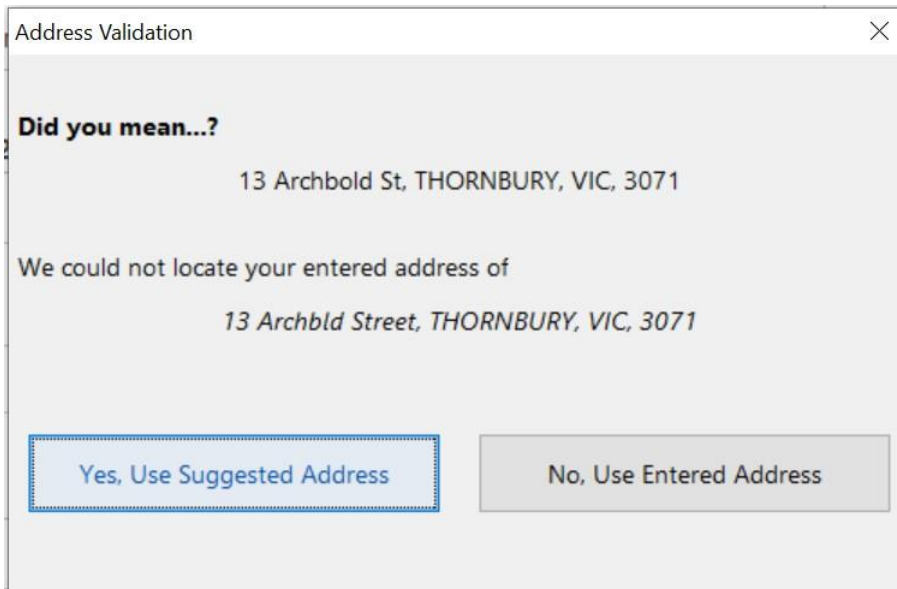 Address Validation
Did you mean...?
13 Archbold St, THORNBURY, VIC, 3071
We could not locate your entered address of
13 Archbld Street, THORNBURY, VIC, 3071
Yes, Use Suggested Address
No, Use Entered Address